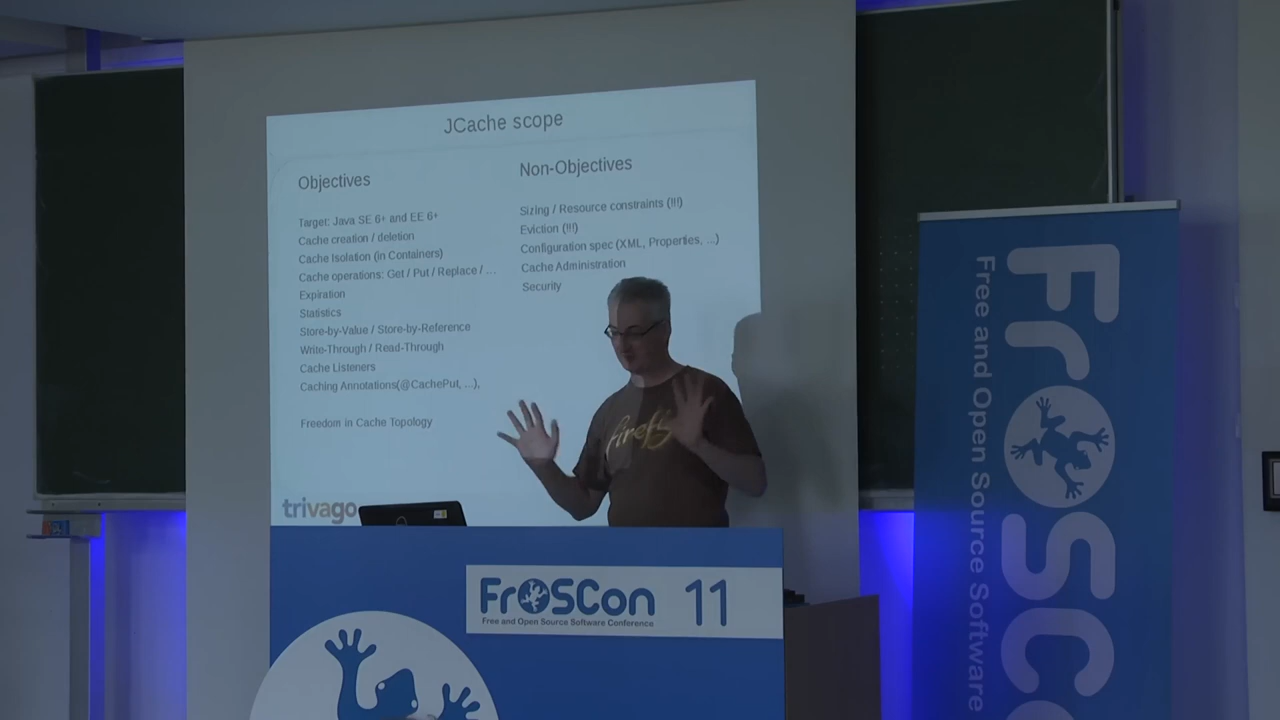 JCache scope
Objectives
Target: Java SE 6+ and EE 6+
Cache creation / deletion
Cache Isolation (in Containers)
Cache operations: Get / Put / Replace / ...
Expiration
Statistics
Store-by-Value / Store-by-Reference
Write-Through / Read-Through
Cache Listeners
Caching Annotations(@CachePut, ...),
Freedom in Cache Topology
Non-Objectives
Sizing / Resource constraints (!!!)
Eviction (!!!)
Configuration spec (XML, Properties, ...)
Cache Administration
Security
trivago
firefly
FrOSCon 11
Free and Open Source Software Conference
FrOSCo
Free and Open Source Software